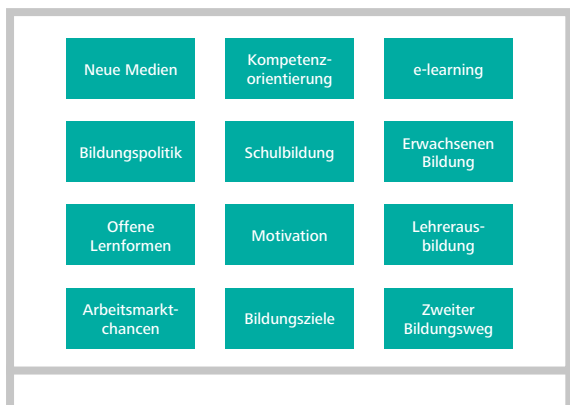 Neue Medien
Kompetenz-
orientierung
e-learning
Bildungspolitik
Schulbildung
Erwachsenen
Bildung
Offene
Lernformen
Motivation
Lehreraus-
bildung
Arbeitsmarkt-
chancen
Bildungsziele
Zweiter
Bildungsweg